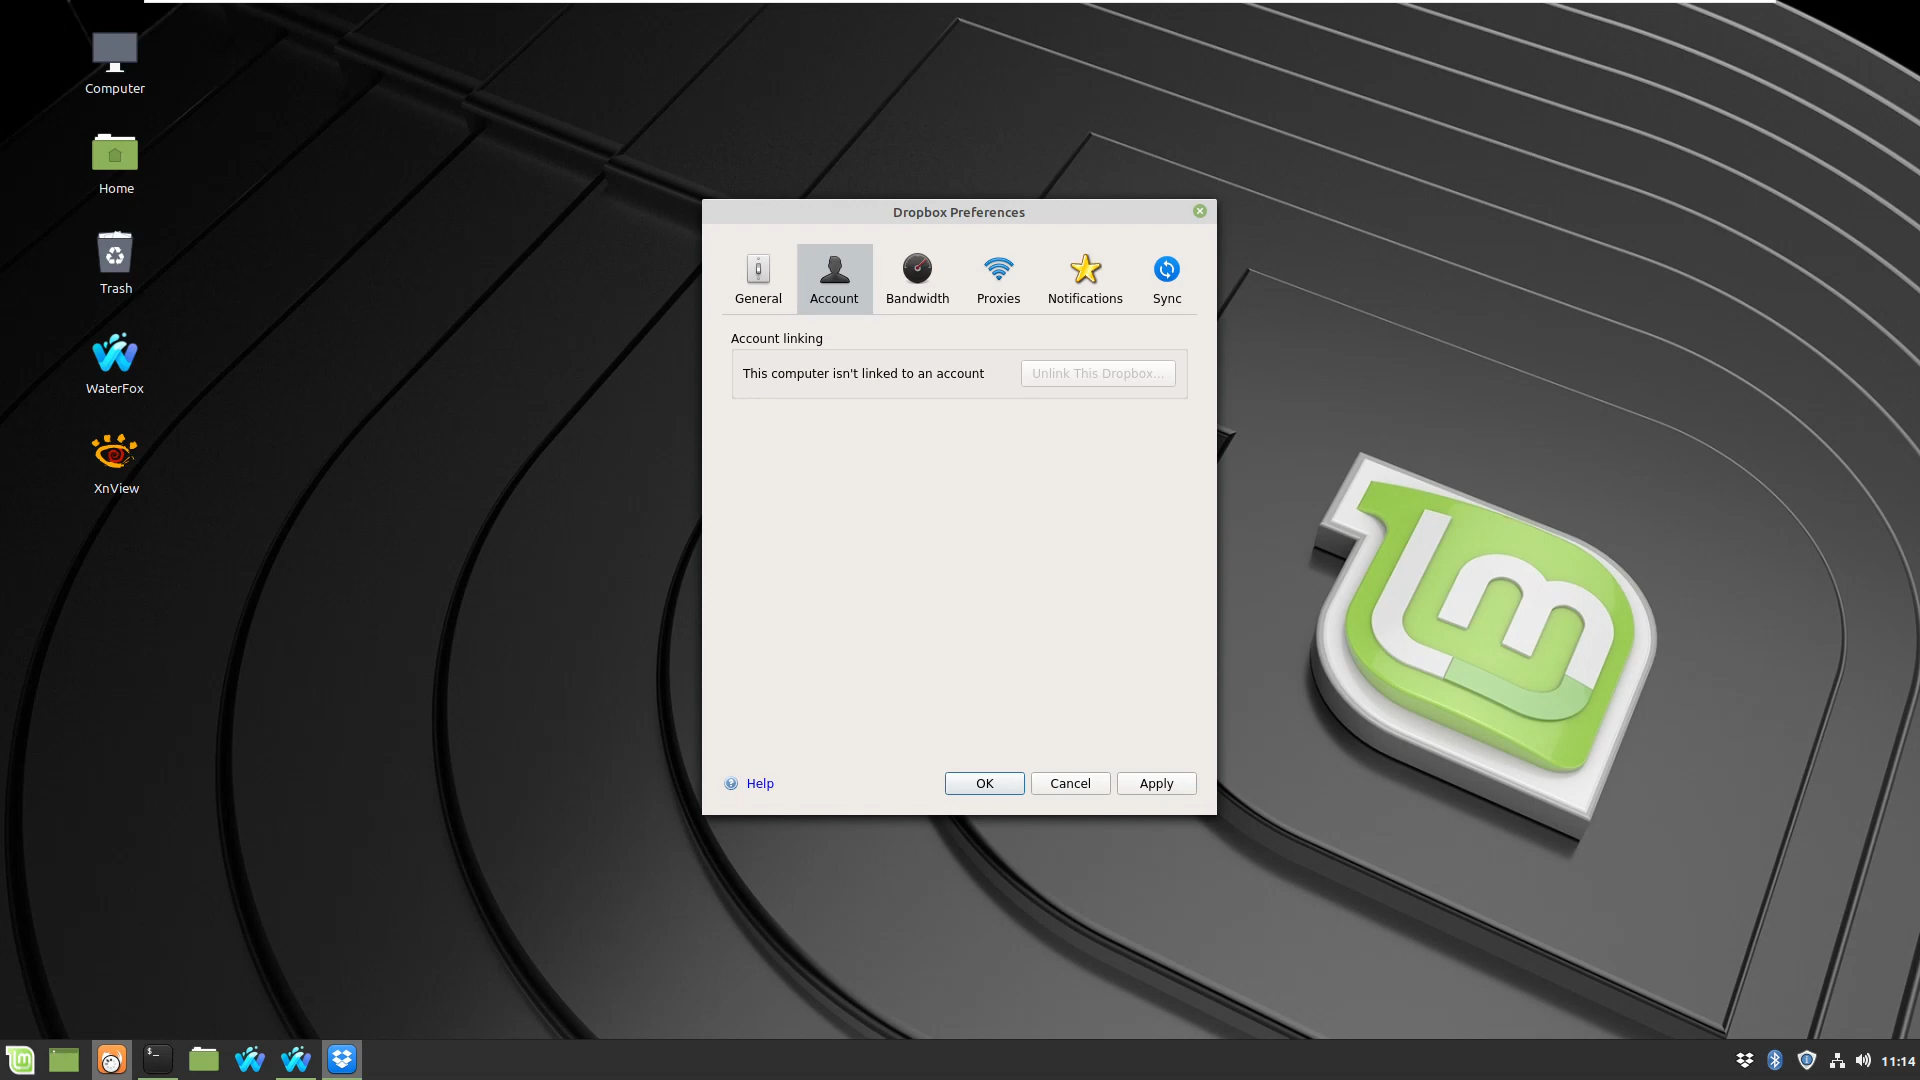 Computer
Home
Trash
WaterFox
XnView
Dropbox Preferences
General Account Bandwidth Proxies Notifications Sync
Account linking
This computer isn't linked to an account Unlink This Dropbox...
Help OK Cancel Apply
11:14